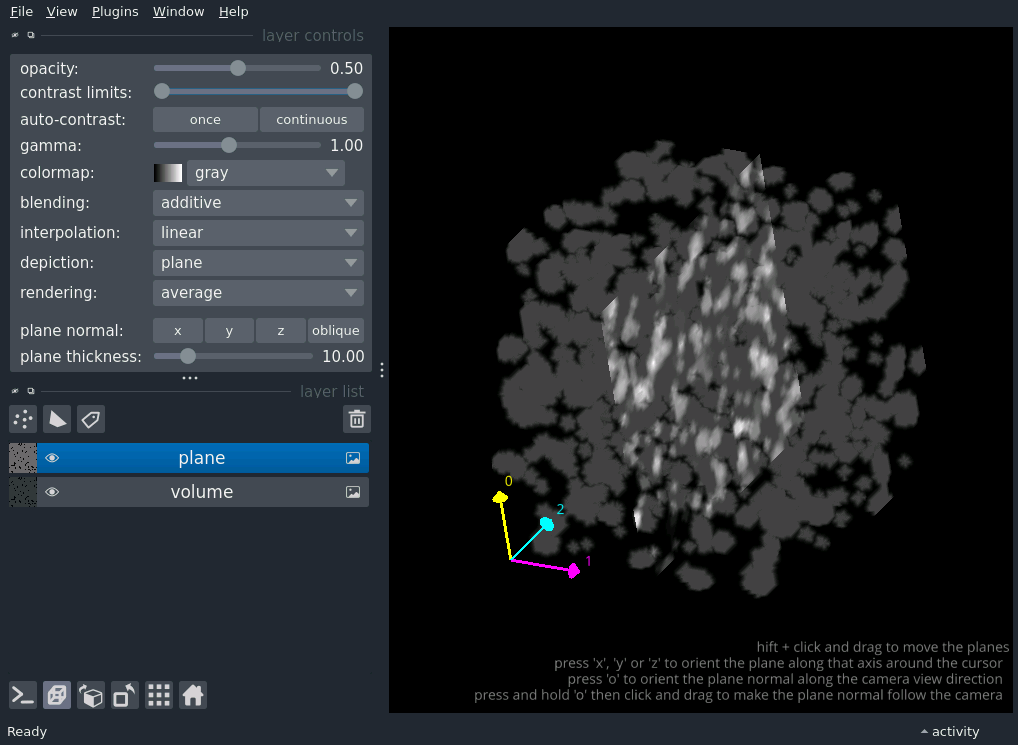 File View Plugins Window Help
layer controls
opacity: 0.50
contrast limits:
auto-contrast: once continuous
gamma: 1.00
colormap: gray
blending: additive
interpolation: linear
depiction: plane
rendering: average
plane normal: x y z oblique
plane thickness: 10.00
layer list
plane
volume
0
2
1
hift + click and drag to move the planes
press 'x', 'y' or 'z' to orient the plane along that axis around the cursor
press 'o' to orient the plane normal along the camera view direction
press and hold 'o' then click and drag to make the plane normal follow the camera
Ready activity